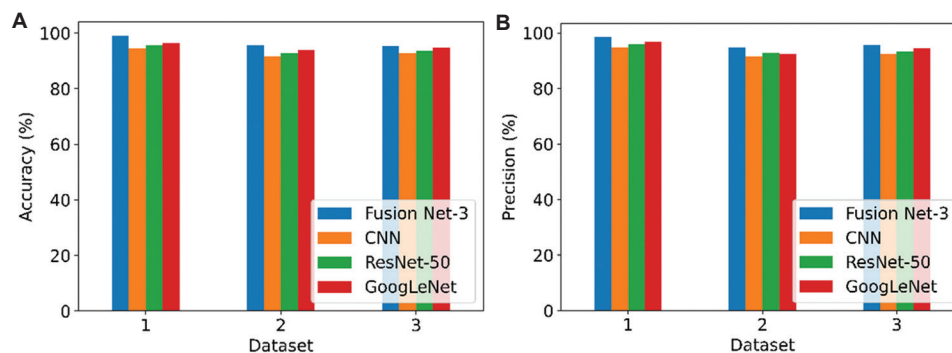 A
Accuracy (%)
100
80
60
40
20
0
Fusion Net-3
CNN
ResNet-50
GoogLeNet
1 2 3
Dataset
B
Precision (%)
100
80
60
40
20
0
Fusion Net-3
CNN
ResNet-50
GoogLeNet
1 2 3
Dataset